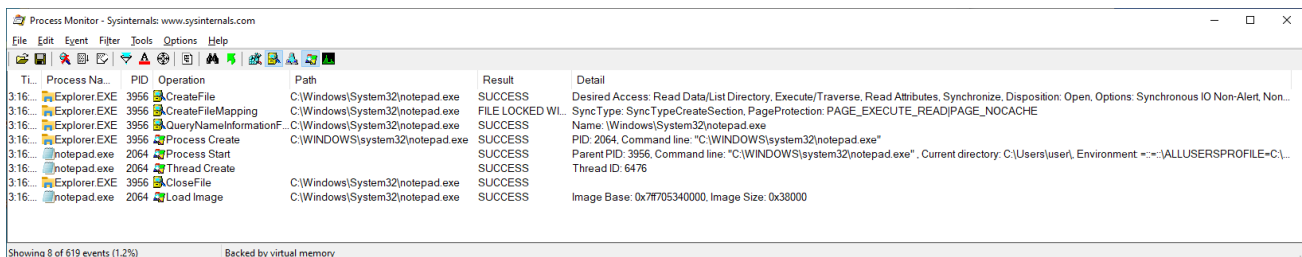 Process Monitor - Sysinternals: www.sysinternals.com
File Edit Event Filter Tools Options Help
Ti... Process Na... PID Operation Path Result Detail
3:16:... Explorer.EXE 3956 CreateFile C:\Windows\System32\notepad.exe SUCCESS Desired Access: Read Data/List Directory, Execute/Traverse, Read Attributes, Synchronize, Disposition: Open, Options: Synchronous IO Non-Alert, Non...
3:16:... Explorer.EXE 3956 CreateFileMapping C:\Windows\System32\notepad.exe FILE LOCKED WI... SyncType: SyncTypeCreateSection, PageProtection: PAGE_EXECUTE_READ|PAGE_NOCACHE
3:16:... Explorer.EXE 3956 QueryNameInformationF... C:\Windows\System32\notepad.exe SUCCESS Name: \Windows\System32\notepad.exe
3:16:... Explorer.EXE 3956 Process Create C:\WINDOWS\system32\notepad.exe SUCCESS PID: 2064, Command line: "C:\WINDOWS\system32\notepad.exe"
3:16:... notepad.exe 2064 Process Start SUCCESS Parent PID: 3956, Command line: "C:\WINDOWS\system32\notepad.exe" , Current directory: C:\Users\user\, Environment: =::=::\ALLUSERSPROFILE=C:\...
3:16:... notepad.exe 2064 Thread Create SUCCESS Thread ID: 6476
3:16:... Explorer.EXE 3956 CloseFile C:\Windows\System32\notepad.exe SUCCESS
3:16:... notepad.exe 2064 Load Image C:\Windows\System32\notepad.exe SUCCESS Image Base: 0x7ff705340000, Image Size: 0x38000
Showing 8 of 619 events (1.2%) Backed by virtual memory